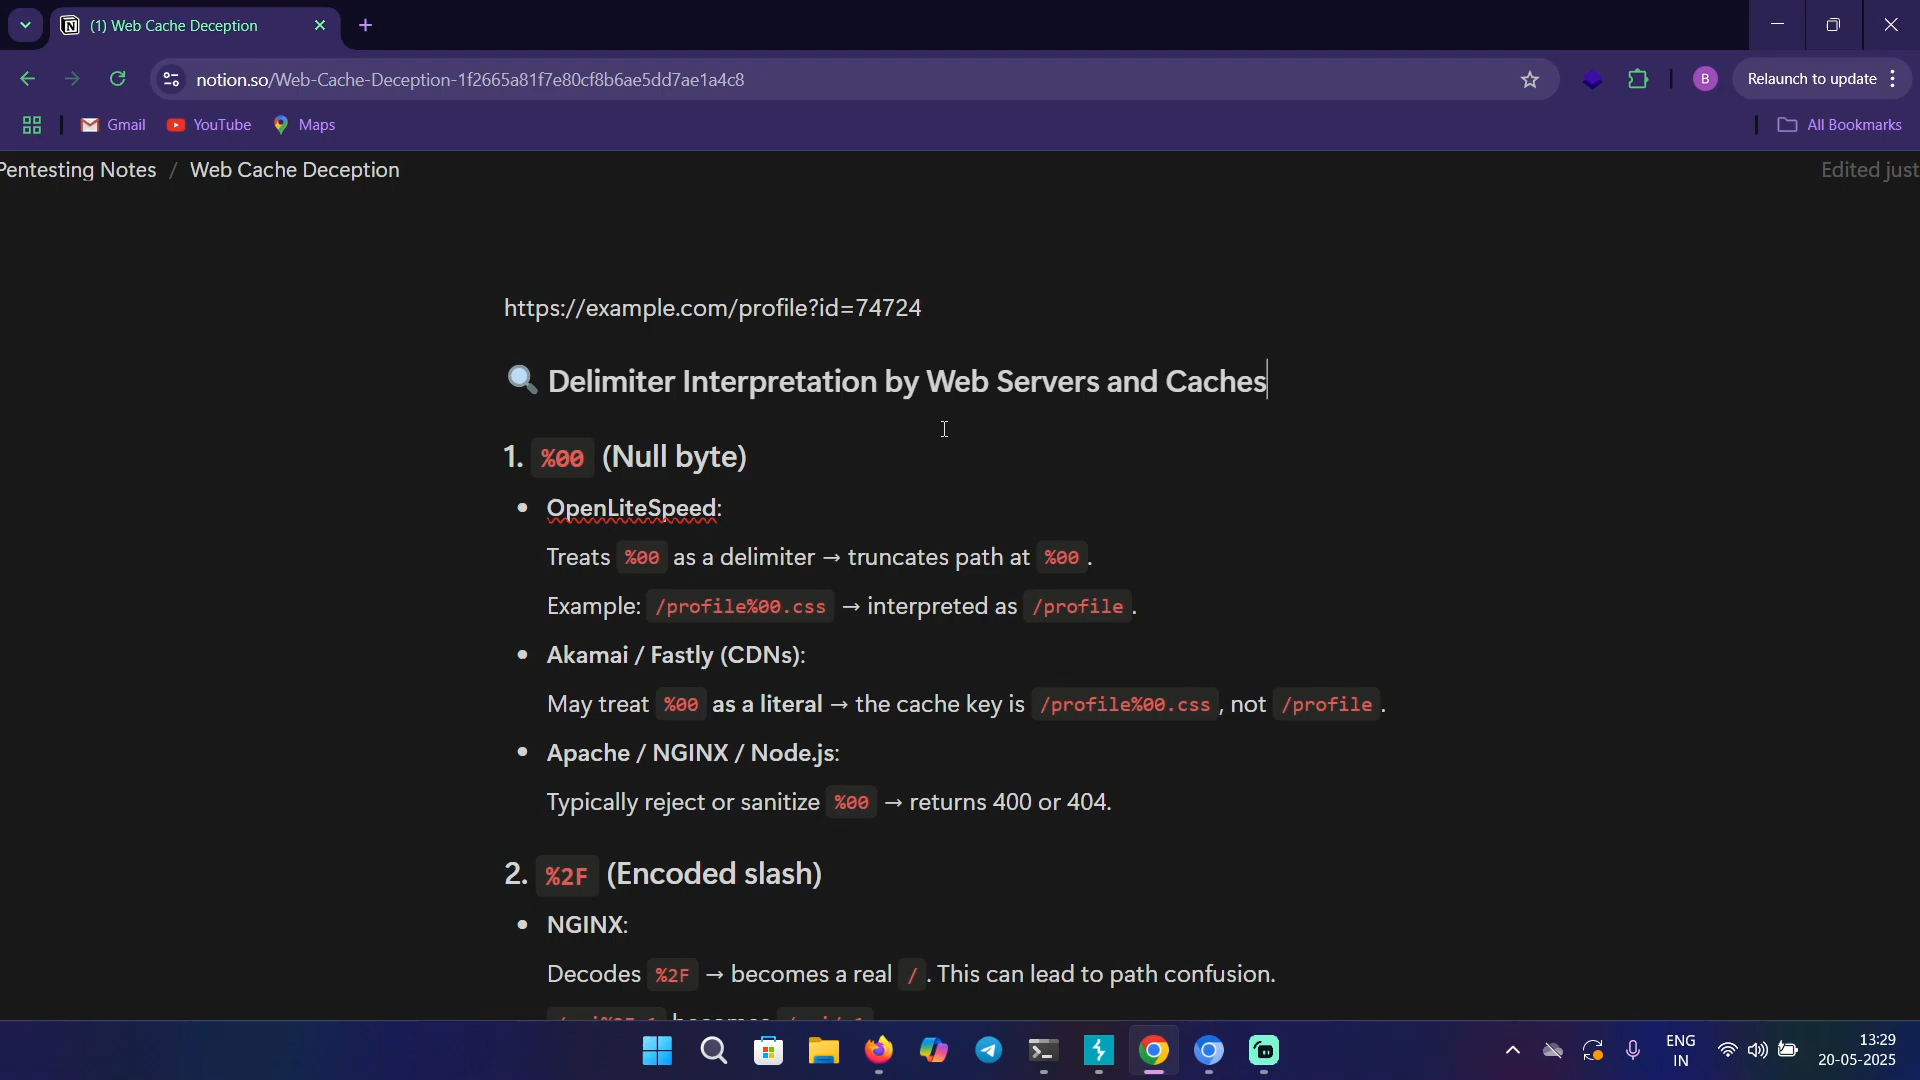 (1) Web Cache Deception
notion.so/Web-Cache-Deception-1f2665a81f7e80cf8b6ae5dd7ae1a4c8
B
Relaunch to update
Gmail
YouTube
Maps
All Bookmarks
Pentesting Notes / Web Cache Deception
Edited just
https://example.com/profile?id=74724
🔍 Delimiter Interpretation by Web Servers and Caches
1. %00 (Null byte)
• OpenLiteSpeed:
Treats %00 as a delimiter → truncates path at %00.
Example: /profile%00.css → interpreted as /profile.
• Akamai / Fastly (CDNs):
May treat %00 as a literal → the cache key is /profile%00.css, not /profile.
• Apache / NGINX / Node.js:
Typically reject or sanitize %00 → returns 400 or 404.
2. %2F (Encoded slash)
• NGINX:
Decodes %2F → becomes a real /. This can lead to path confusion.
becomes
ENG
IN
13:29
20-05-2025